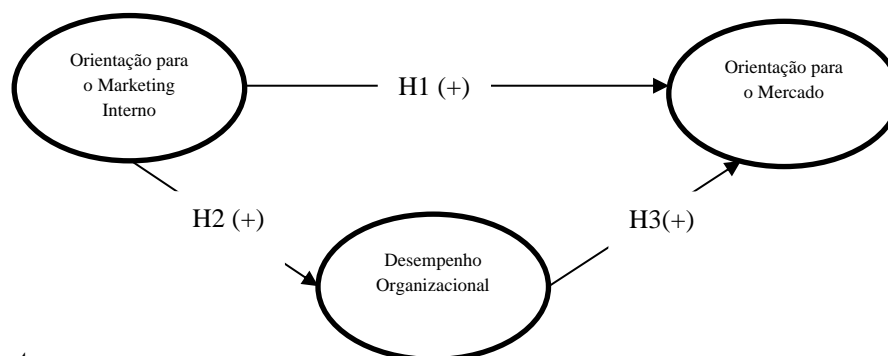 Orientação para
o Marketing
Interno
H1 (+)
Orientação para
o Mercado
H2 (+)
H3(+)
Desempenho
Organizacional